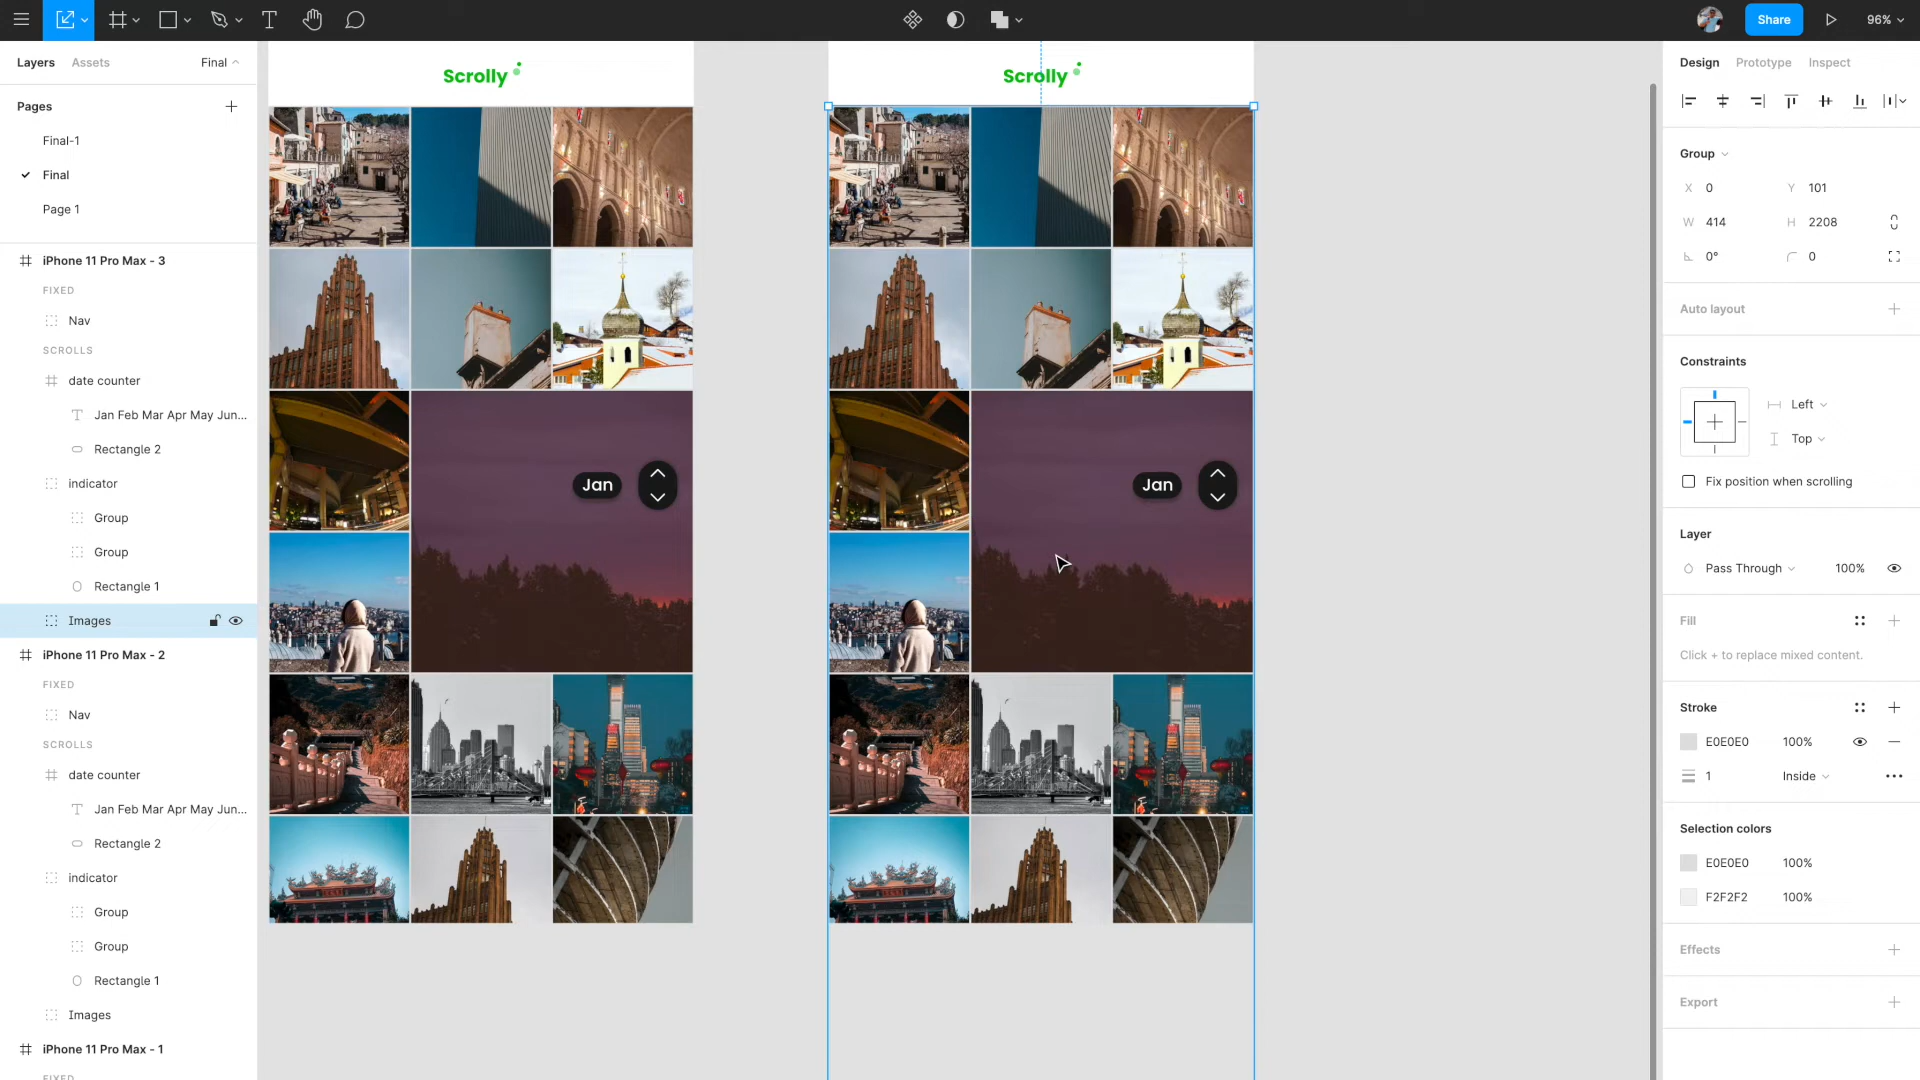 Share
96%
Layers
Assets
Final
Pages
Final-1
Final
Page 1
iPhone 11 Pro Max - 3
FIXED
Nav
SCROLLS
date counter
Jan Feb Mar Apr May Jun...
Rectangle 2
indicator
Group
Group
Rectangle 1
Images
iPhone 11 Pro Max - 2
FIXED
Nav
SCROLLS
date counter
Jan Feb Mar Apr May Jun...
Rectangle 2
indicator
Group
Group
Rectangle 1
Images
iPhone 11 Pro Max - 1
FIXED
Scrolly
Jan
Scrolly
Jan
Design
Prototype
Inspect
Group
X 0
Y 101
W 414
H 2208
0°
0
Auto layout
Constraints
Left
Top
Fix position when scrolling
Layer
Pass Through
100%
Fill
Click + to replace mixed content.
Stroke
E0E0E0
100%
1
Inside
Selection colors
E0E0E0
100%
F2F2F2
100%
Effects
Export